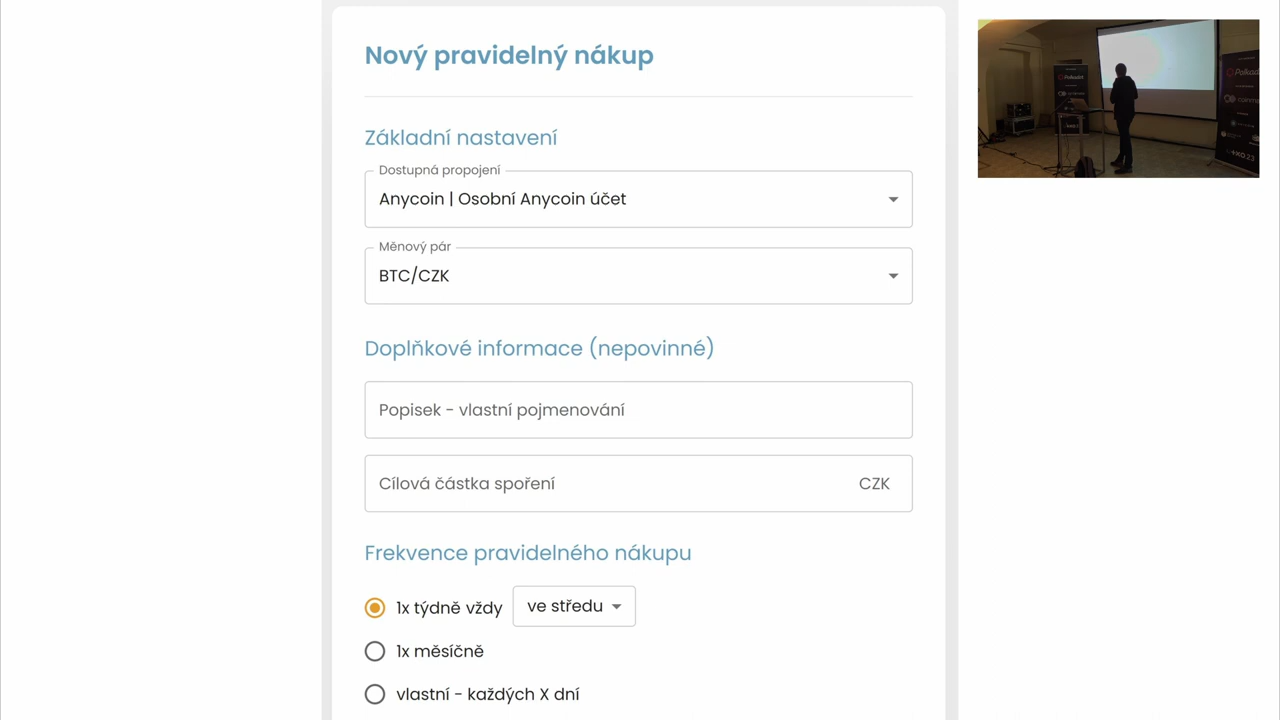 Nový pravidelný nákup
Základní nastavení
Dostupná propojení
Anycoin | Osobní Anycoin účet
Měnový pár
BTC/CZK
Doplňkové informace (nepovinné)
Popisek - vlastní pojmenování
Cílová částka spoření CZK
Frekvence pravidelného nákupu
1x týdně vždy ve středu
1x měsíčně
vlastní - každých X dní
Polkadot